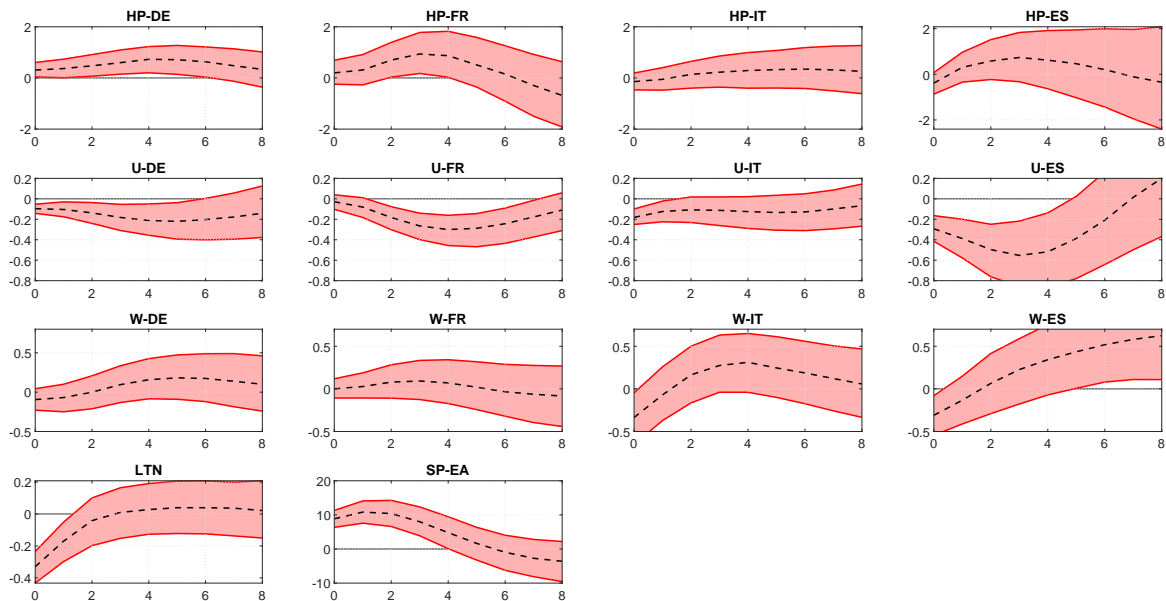 HP-DE HP-FR HP-IT HP-ES
2 2 2 2
0 0 0 0
-2 -2 -2 -2
0 2 4 6 8 0 2 4 6 8 0 2 4 6 8 0 2 4 6 8
U-DE U-FR U-IT U-ES
0.2 0.2 0.2 0.2
0 0 0 0
-0.2 -0.2 -0.2 -0.2
-0.4 -0.4 -0.4 -0.4
-0.6 -0.6 -0.6 -0.6
-0.8 -0.8 -0.8 -0.8
0 2 4 6 8 0 2 4 6 8 0 2 4 6 8 0 2 4 6 8
W-DE W-FR W-IT W-ES
0.5 0.5 0.5 0.5
0 0 0 0
-0.5 -0.5 -0.5 -0.5
0 2 4 6 8 0 2 4 6 8 0 2 4 6 8 0 2 4 6 8
LTN SP-EA
0.2 20
0 10
-0.2 0
-0.4 -10
0 2 4 6 8 0 2 4 6 8